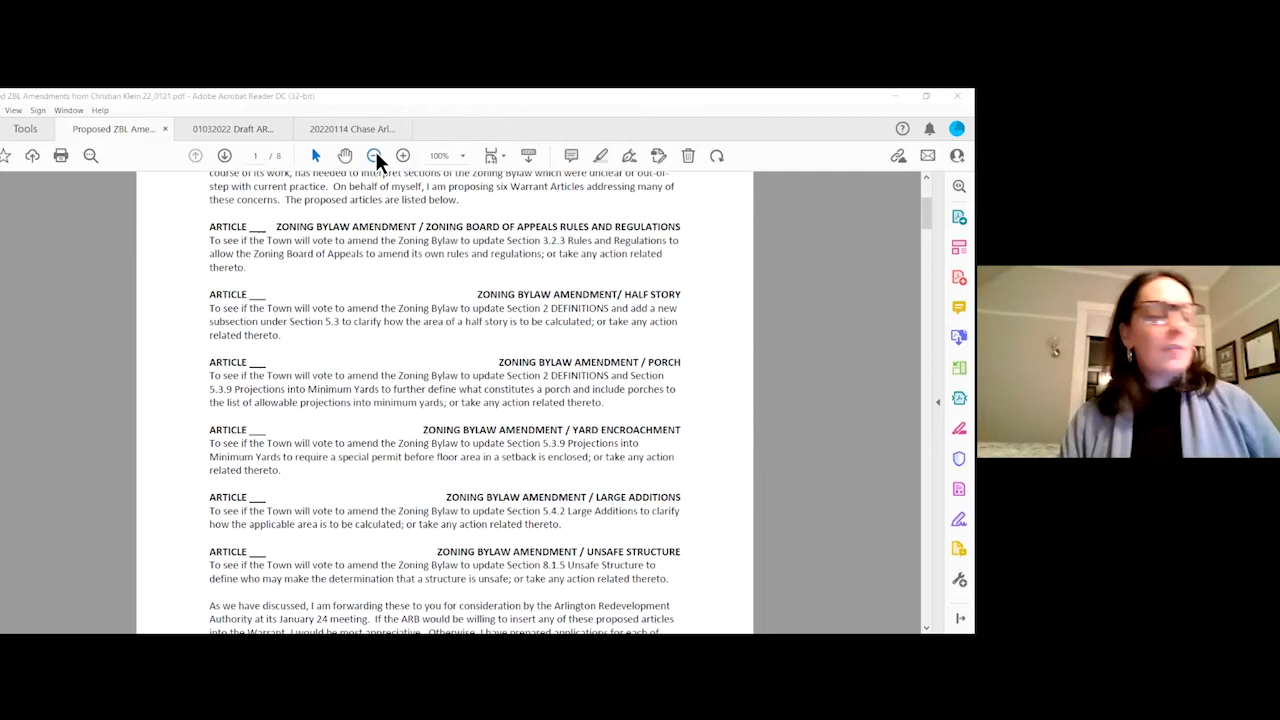 ed ZBL Amendments from Christian Klein 22_0121.pdf - Adobe Acrobat Reader DC (32-bit)
View Sign Window Help
Tools Proposed ZBL Ame... × 01032022 Draft AR... 20220114 Chase Arl...
1 / 8 100%
course of its work, has needed to interpret sections of the Zoning Bylaw which were unclear or out-of-
step with current practice. On behalf of myself, I am proposing six Warrant Articles addressing many of
these concerns. The proposed articles are listed below.
ARTICLE ___ ZONING BYLAW AMENDMENT / ZONING BOARD OF APPEALS RULES AND REGULATIONS
To see if the Town will vote to amend the Zoning Bylaw to update Section 3.2.3 Rules and Regulations to
allow the Zoning Board of Appeals to amend its own rules and regulations; or take any action related
thereto.
ARTICLE ___ ZONING BYLAW AMENDMENT/ HALF STORY
To see if the Town will vote to amend the Zoning Bylaw to update Section 2 DEFINITIONS and add a new
subsection under Section 5.3 to clarify how the area of a half story is to be calculated; or take any action
related thereto.
ARTICLE ___ ZONING BYLAW AMENDMENT / PORCH
To see if the Town will vote to amend the Zoning Bylaw to update Section 2 DEFINITIONS and Section
5.3.9 Projections into Minimum Yards to further define what constitutes a porch and include porches to
the list of allowable projections into minimum yards; or take any action related thereto.
ARTICLE ___ ZONING BYLAW AMENDMENT / YARD ENCROACHMENT
To see if the Town will vote to amend the Zoning Bylaw to update Section 5.3.9 Projections into
Minimum Yards to require a special permit before floor area in a setback is enclosed; or take any action
related thereto.
ARTICLE ___ ZONING BYLAW AMENDMENT / LARGE ADDITIONS
To see if the Town will vote to amend the Zoning Bylaw to update Section 5.4.2 Large Additions to clarify
how the applicable area is to be calculated; or take any action related thereto.
ARTICLE ___ ZONING BYLAW AMENDMENT / UNSAFE STRUCTURE
To see if the Town will vote to amend the Zoning Bylaw to update Section 8.1.5 Unsafe Structure to
define who may make the determination that a structure is unsafe; or take any action related thereto.
As we have discussed, I am forwarding these to you for consideration by the Arlington Redevelopment
Authority at its January 24 meeting. If the ARB would be willing to insert any of these proposed articles
into the Warrant, I would be most appreciative. Otherwise, I have prepared applications for each of